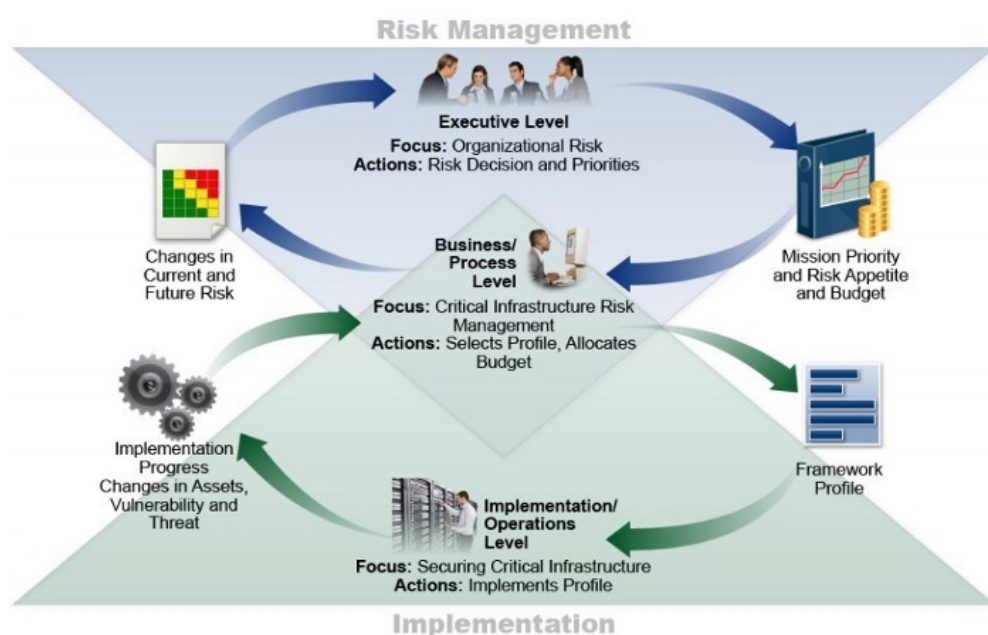 Risk Management
Executive Level
Focus: Organizational Risk
Actions: Risk Decision and Priorities
Changes in
Current and
Future Risk
Business/
Process
Level
Focus: Critical Infrastructure Risk
Management
Actions: Selects Profile, Allocates
Budget
Mission Priority
and Risk Appetite
and Budget
Implementation
Progress
Changes in Assets,
Vulnerability and
Threat
Framework
Profile
Implementation/
Operations
Level
Focus: Securing Critical Infrastructure
Actions: Implements Profile
Implementation